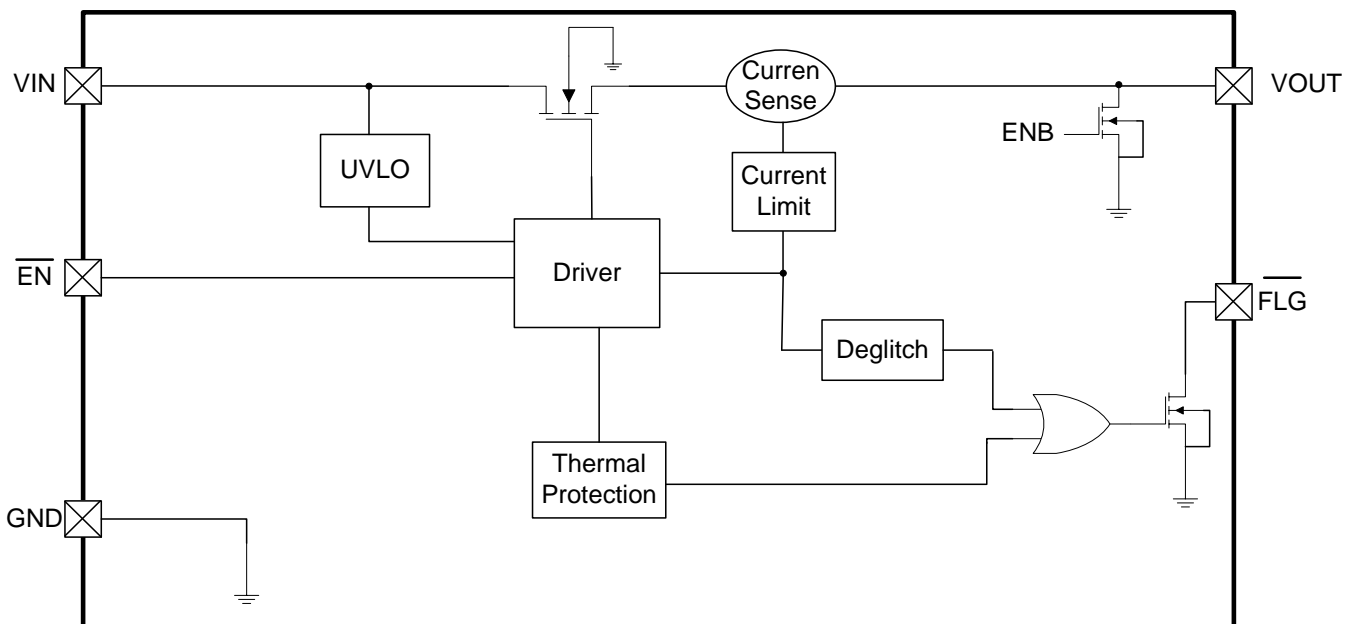 VIN
Curren
Sense
VOUT
ENB
UVLO
Current
Limit
EN
Driver
FLG
Deglitch
Thermal
Protection
GND